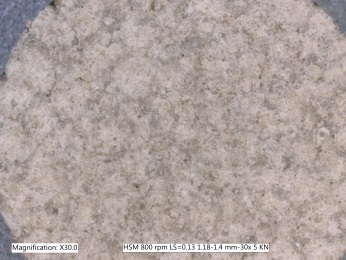 Magnification: X30.0
HSM 800 rpm LS=0.13 1.18-1.4 mm-30x 5 KN